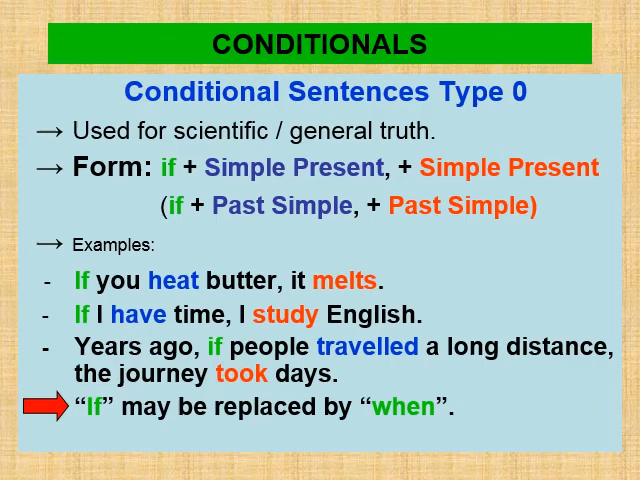 CONDITIONALS
Conditional Sentences Type 0
→ Used for scientific / general truth.
→ Form: if + Simple Present, + Simple Present
(if + Past Simple, + Past Simple)
→ Examples:
- If you heat butter, it melts.
- If I have time, I study English.
- Years ago, if people travelled a long distance,
the journey took days.
“If” may be replaced by “when”.